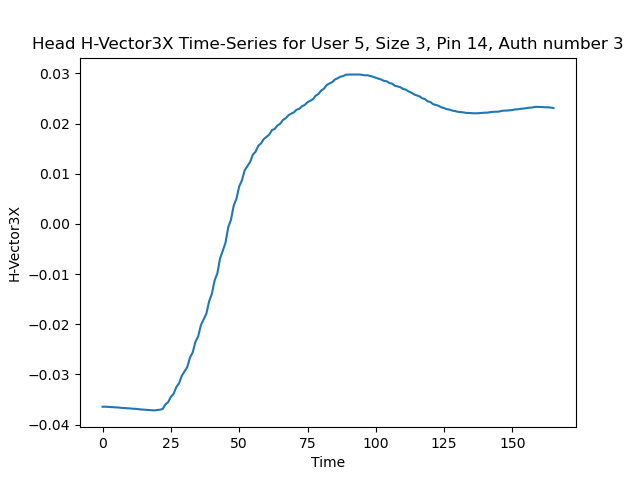 Head H-Vector3X Time-Series for User 5, Size 3, Pin 14, Auth number 3
0.03
0.02
0.01
0.00
−0.01
−0.02
−0.03
−0.04
H-Vector3X
0 25 50 75 100 125 150
Time